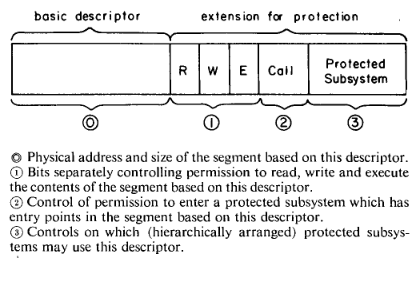 basic descriptor extension for protection
R W E Call Protected Subsystem
⓪ ① ② ③
⓪ Physical address and size of the segment based on this descriptor.
① Bits separately controlling permission to read, write and execute
the contents of the segment based on this descriptor.
② Control of permission to enter a protected subsystem which has
entry points in the segment based on this descriptor.
③ Controls on which (hierarchically arranged) protected subsys-
tems may use this descriptor.